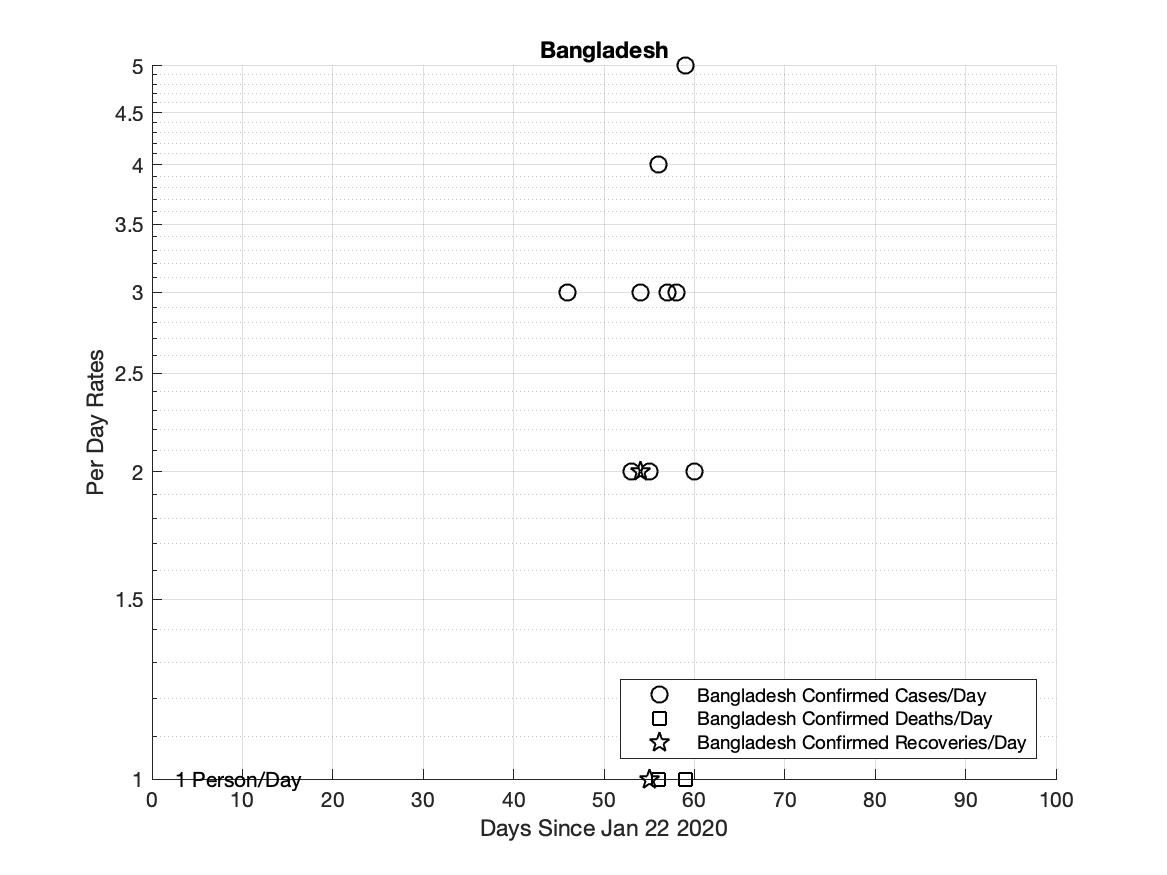 Bangladesh
5
4.5
4
3.5
3
2.5
2
1.5
1
Per Day Rates
Bangladesh Confirmed Cases/Day
Bangladesh Confirmed Deaths/Day
Bangladesh Confirmed Recoveries/Day
1 Person/Day
0 10 20 30 40 50 60 70 80 90 100
Days Since Jan 22 2020